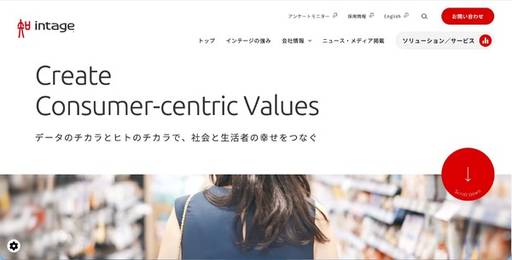 intage
アンケートモニター
採用情報
English
お問い合わせ
トップ
インテージの強み
会社情報
ニュース・メディア掲載
ソリューション／サービス
Create
Consumer-centric Values
データのチカラとヒトのチカラで、社会と生活者の幸せをつなぐ
Scroll down